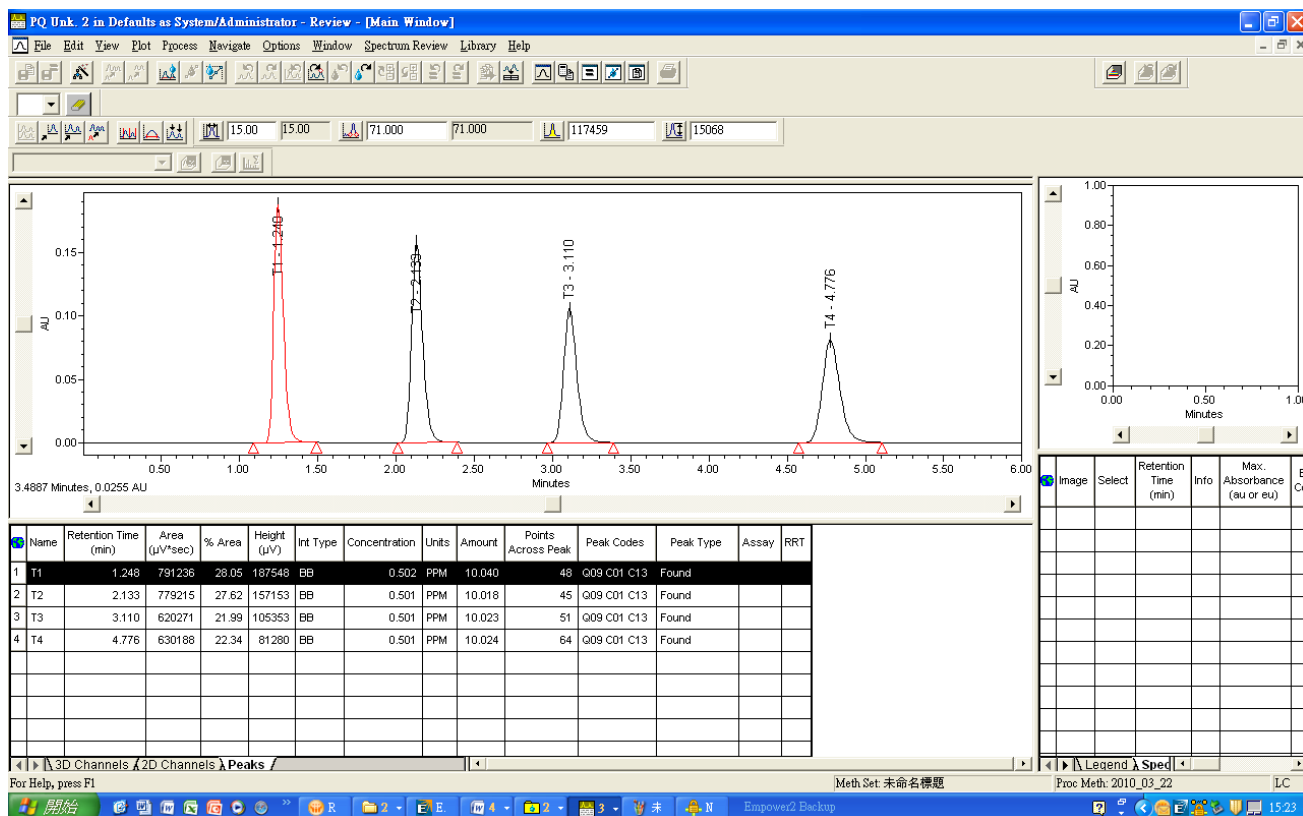 PQ Unk. 2 in Defaults as System/Administrator - Review - [Main Window]
File Edit View Plot Process Navigate Options Window Spectrum Review Library Help
15.00 15.00 71.000 71.000 117459 15068
T1 - 1.248
T2 - 2.133
T3 - 3.110
T4 - 4.776
AU
0.15
0.10
0.05
0.00
0.50 1.00 1.50 2.00 2.50 3.00 3.50 4.00 4.50 5.00 5.50 6.00
Minutes
3.4887 Minutes, 0.0255 AU
1.00
0.80
0.60
AU
0.40
0.20
0.00
0.00 0.50 1.0
Minutes
Name Retention Time (min) Area (µV*sec) % Area Height (µV) Int Type Concentration Units Amount Points Across Peak Peak Codes Peak Type Assay RRT
1 T1 1.248 791236 28.05 187548 BB 0.502 PPM 10.040 48 Q09 C01 C13 Found
2 T2 2.133 779215 27.62 157153 BB 0.501 PPM 10.018 45 Q09 C01 C13 Found
3 T3 3.110 620271 21.99 105353 BB 0.501 PPM 10.023 51 Q09 C01 C13 Found
4 T4 4.776 630188 22.34 81280 BB 0.501 PPM 10.024 64 Q09 C01 C13 Found
Image Select Retention Time (min) Info Max. Absorbance (au or eu)
3D Channels 2D Channels Peaks
Legend Spec
For Help, press F1 Meth Set: 未命名標題 Proc Meth: 2010_03_22 LC
開始 R 2 E. 4 2 3 未 N Empower2 Backup 15:23